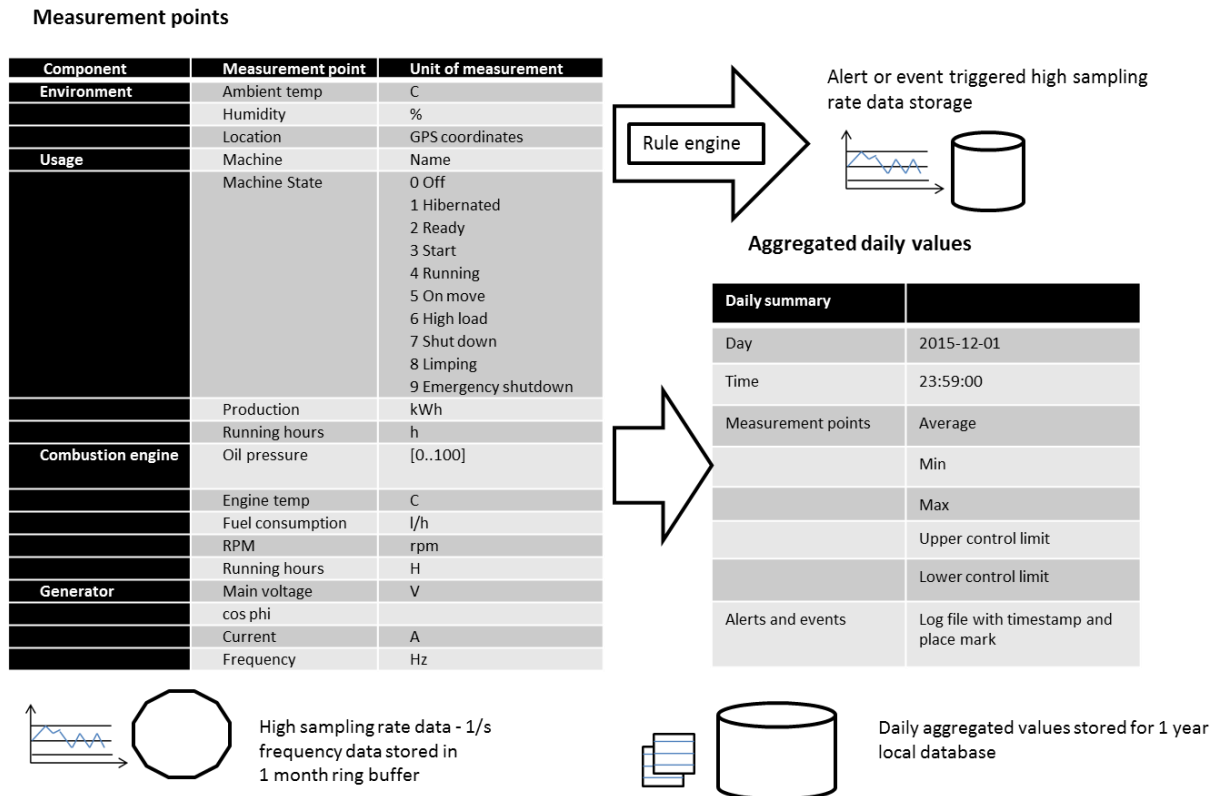 Measurement points
Component Measurement point Unit of measurement
Environment Ambient temp C
Humidity %
Location GPS coordinates
Usage Machine Name
Machine State 0 Off
1 Hibernated
2 Ready
3 Start
4 Running
5 On move
6 High load
7 Shut down
8 Limping
9 Emergency shutdown
Production kWh
Running hours h
Combustion engine Oil pressure [0..100]
Engine temp C
Fuel consumption l/h
RPM rpm
Running hours H
Generator Main voltage V
cos phi
Current A
Frequency Hz
High sampling rate data - 1/s
frequency data stored in
1 month ring buffer
Rule engine
Alert or event triggered high sampling
rate data storage
Aggregated daily values
Daily summary
Day 2015-12-01
Time 23:59:00
Measurement points Average
Min
Max
Upper control limit
Lower control limit
Alerts and events Log file with timestamp and
place mark
Daily aggregated values stored for 1 year
local database